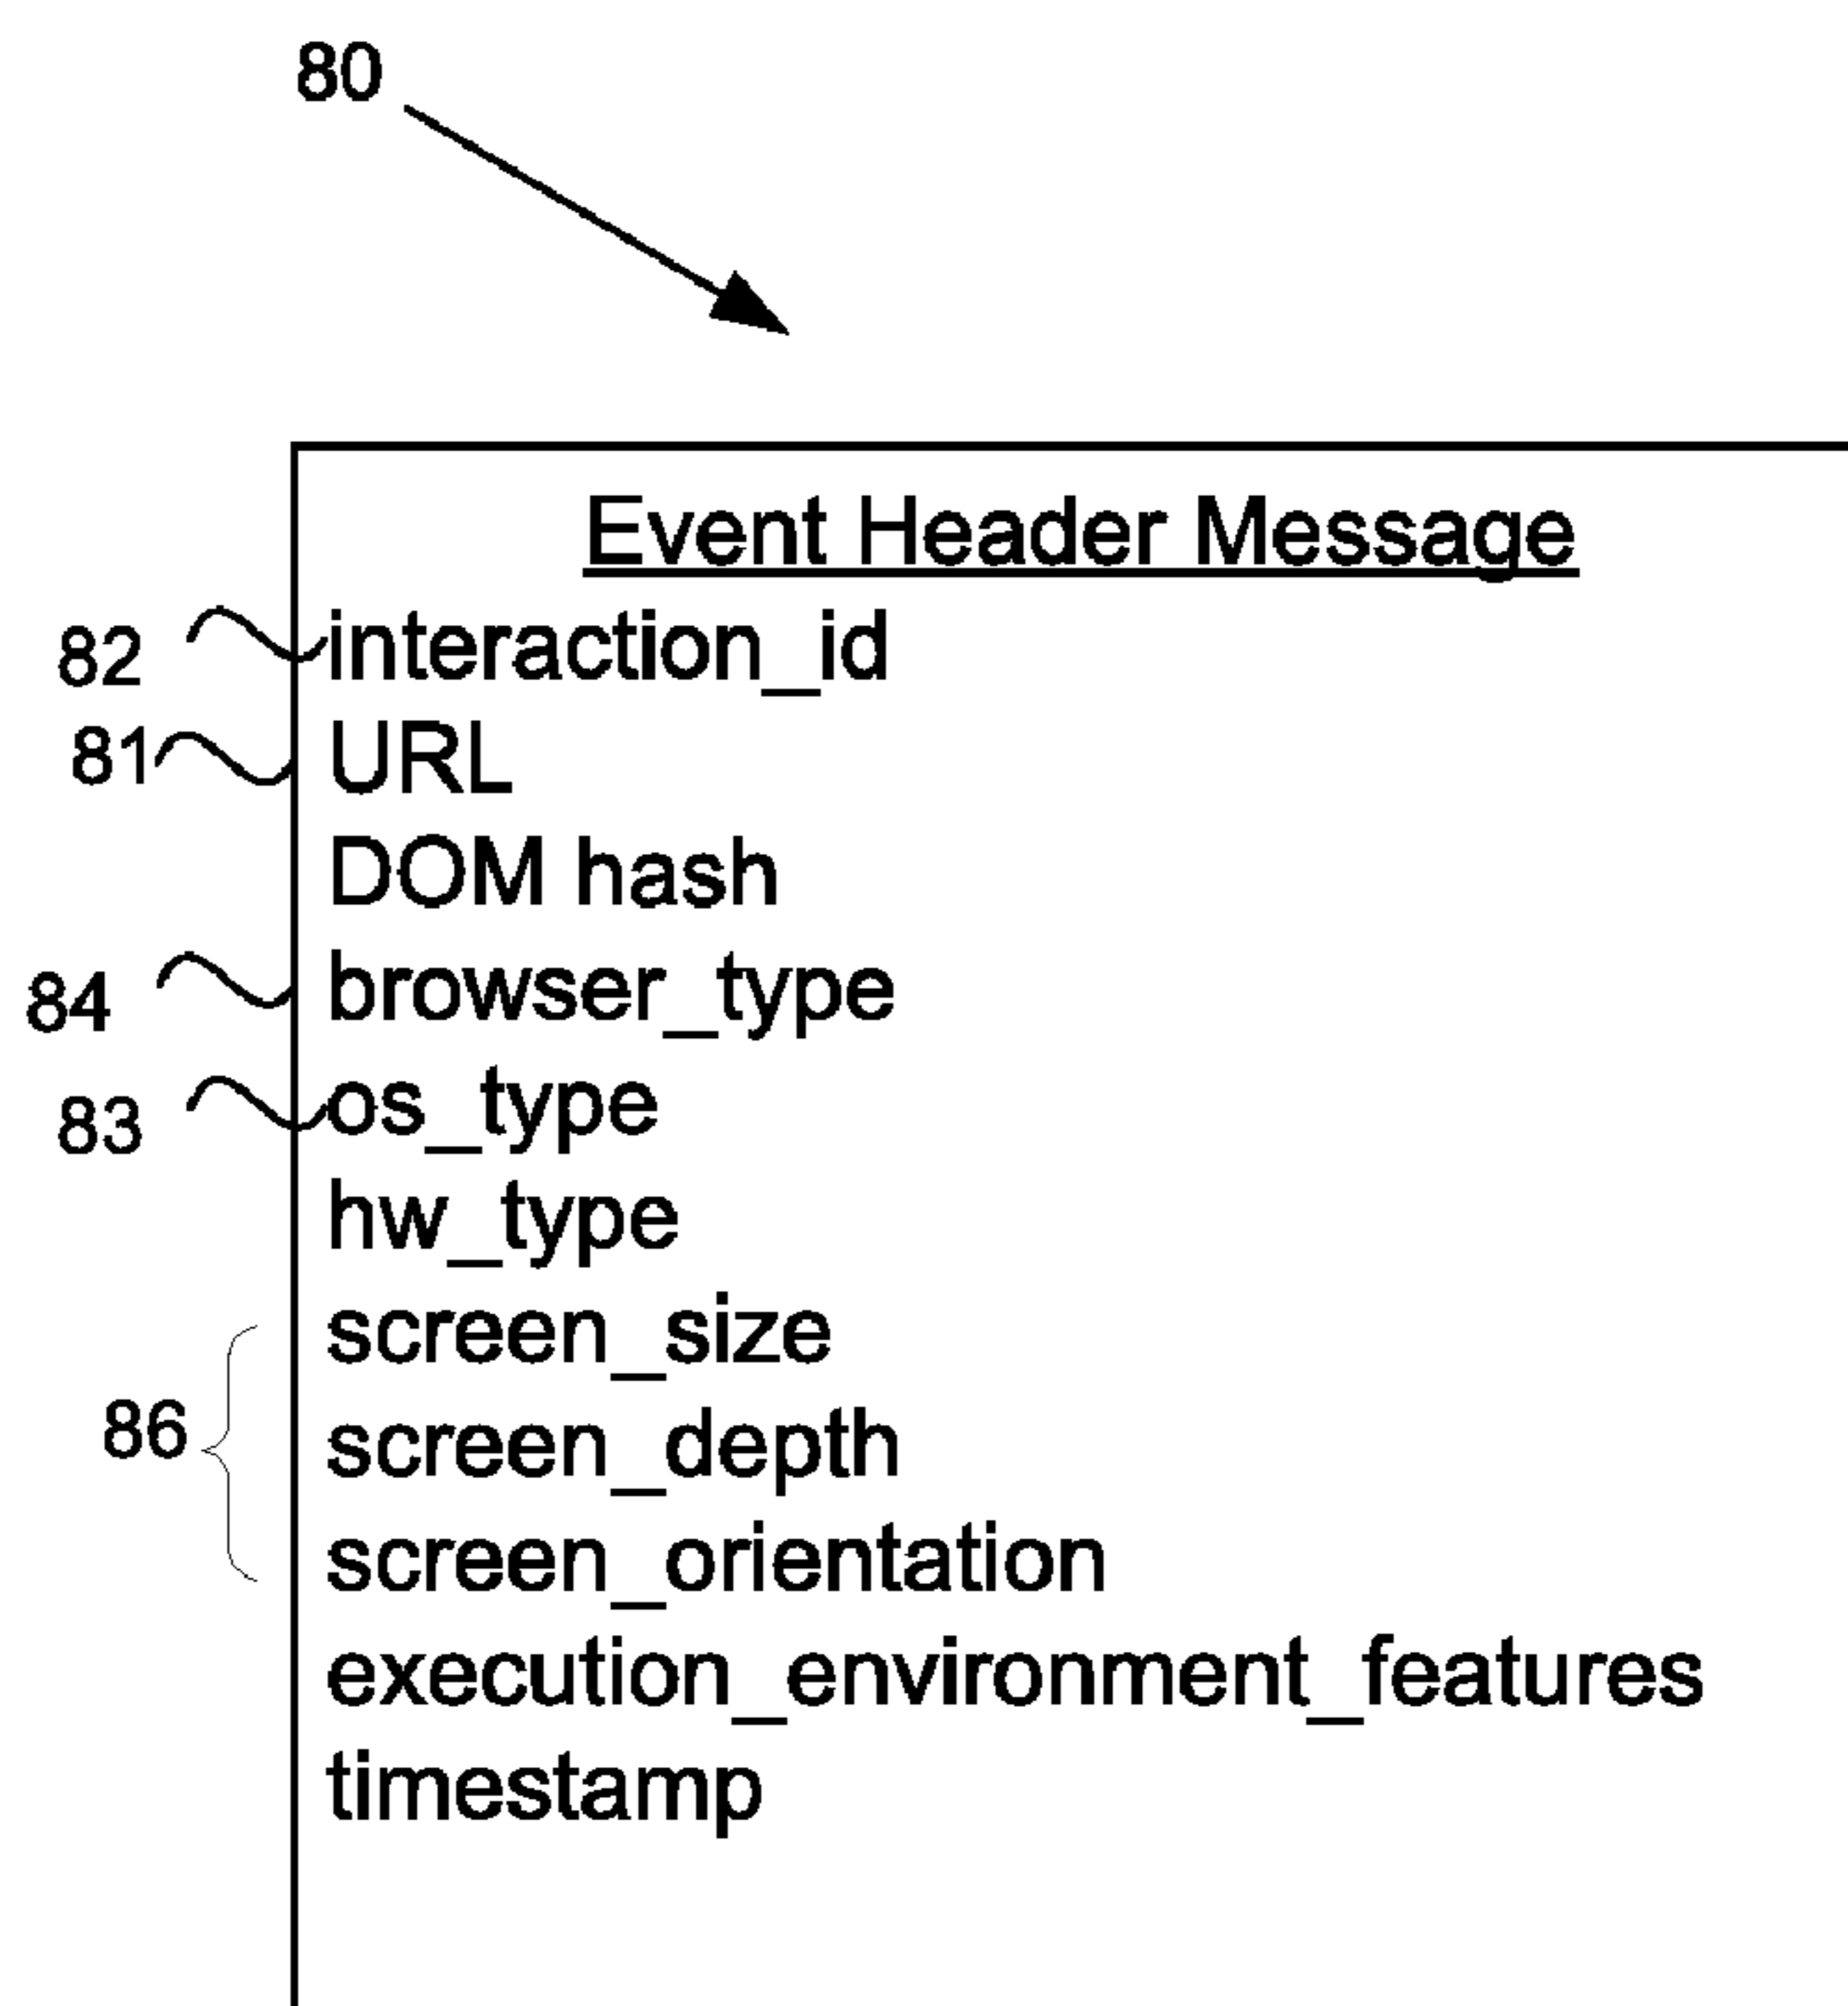 80
Event Header Message
82 interaction_id
81 URL
DOM hash
84 browser_type
83 os_type
hw_type
screen_size
86 screen_depth
screen_orientation
execution_environment_features
timestamp